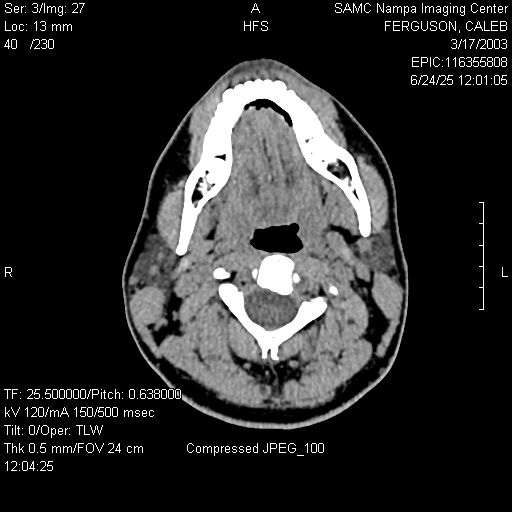 Ser: 3/Img: 27
Loc: 13 mm
40 /230
A
HFS
SAMC Nampa Imaging Center
FERGUSON, CALEB
3/17/2003
EPIC:116355808
6/24/25 12:01:05
R
L
TF: 25.500000/Pitch: 0.638000
kV 120/mA 150/500 msec
Tilt: 0/Oper: TLW
Thk 0.5 mm/FOV 24 cm
12:04:25
Compressed JPEG_100